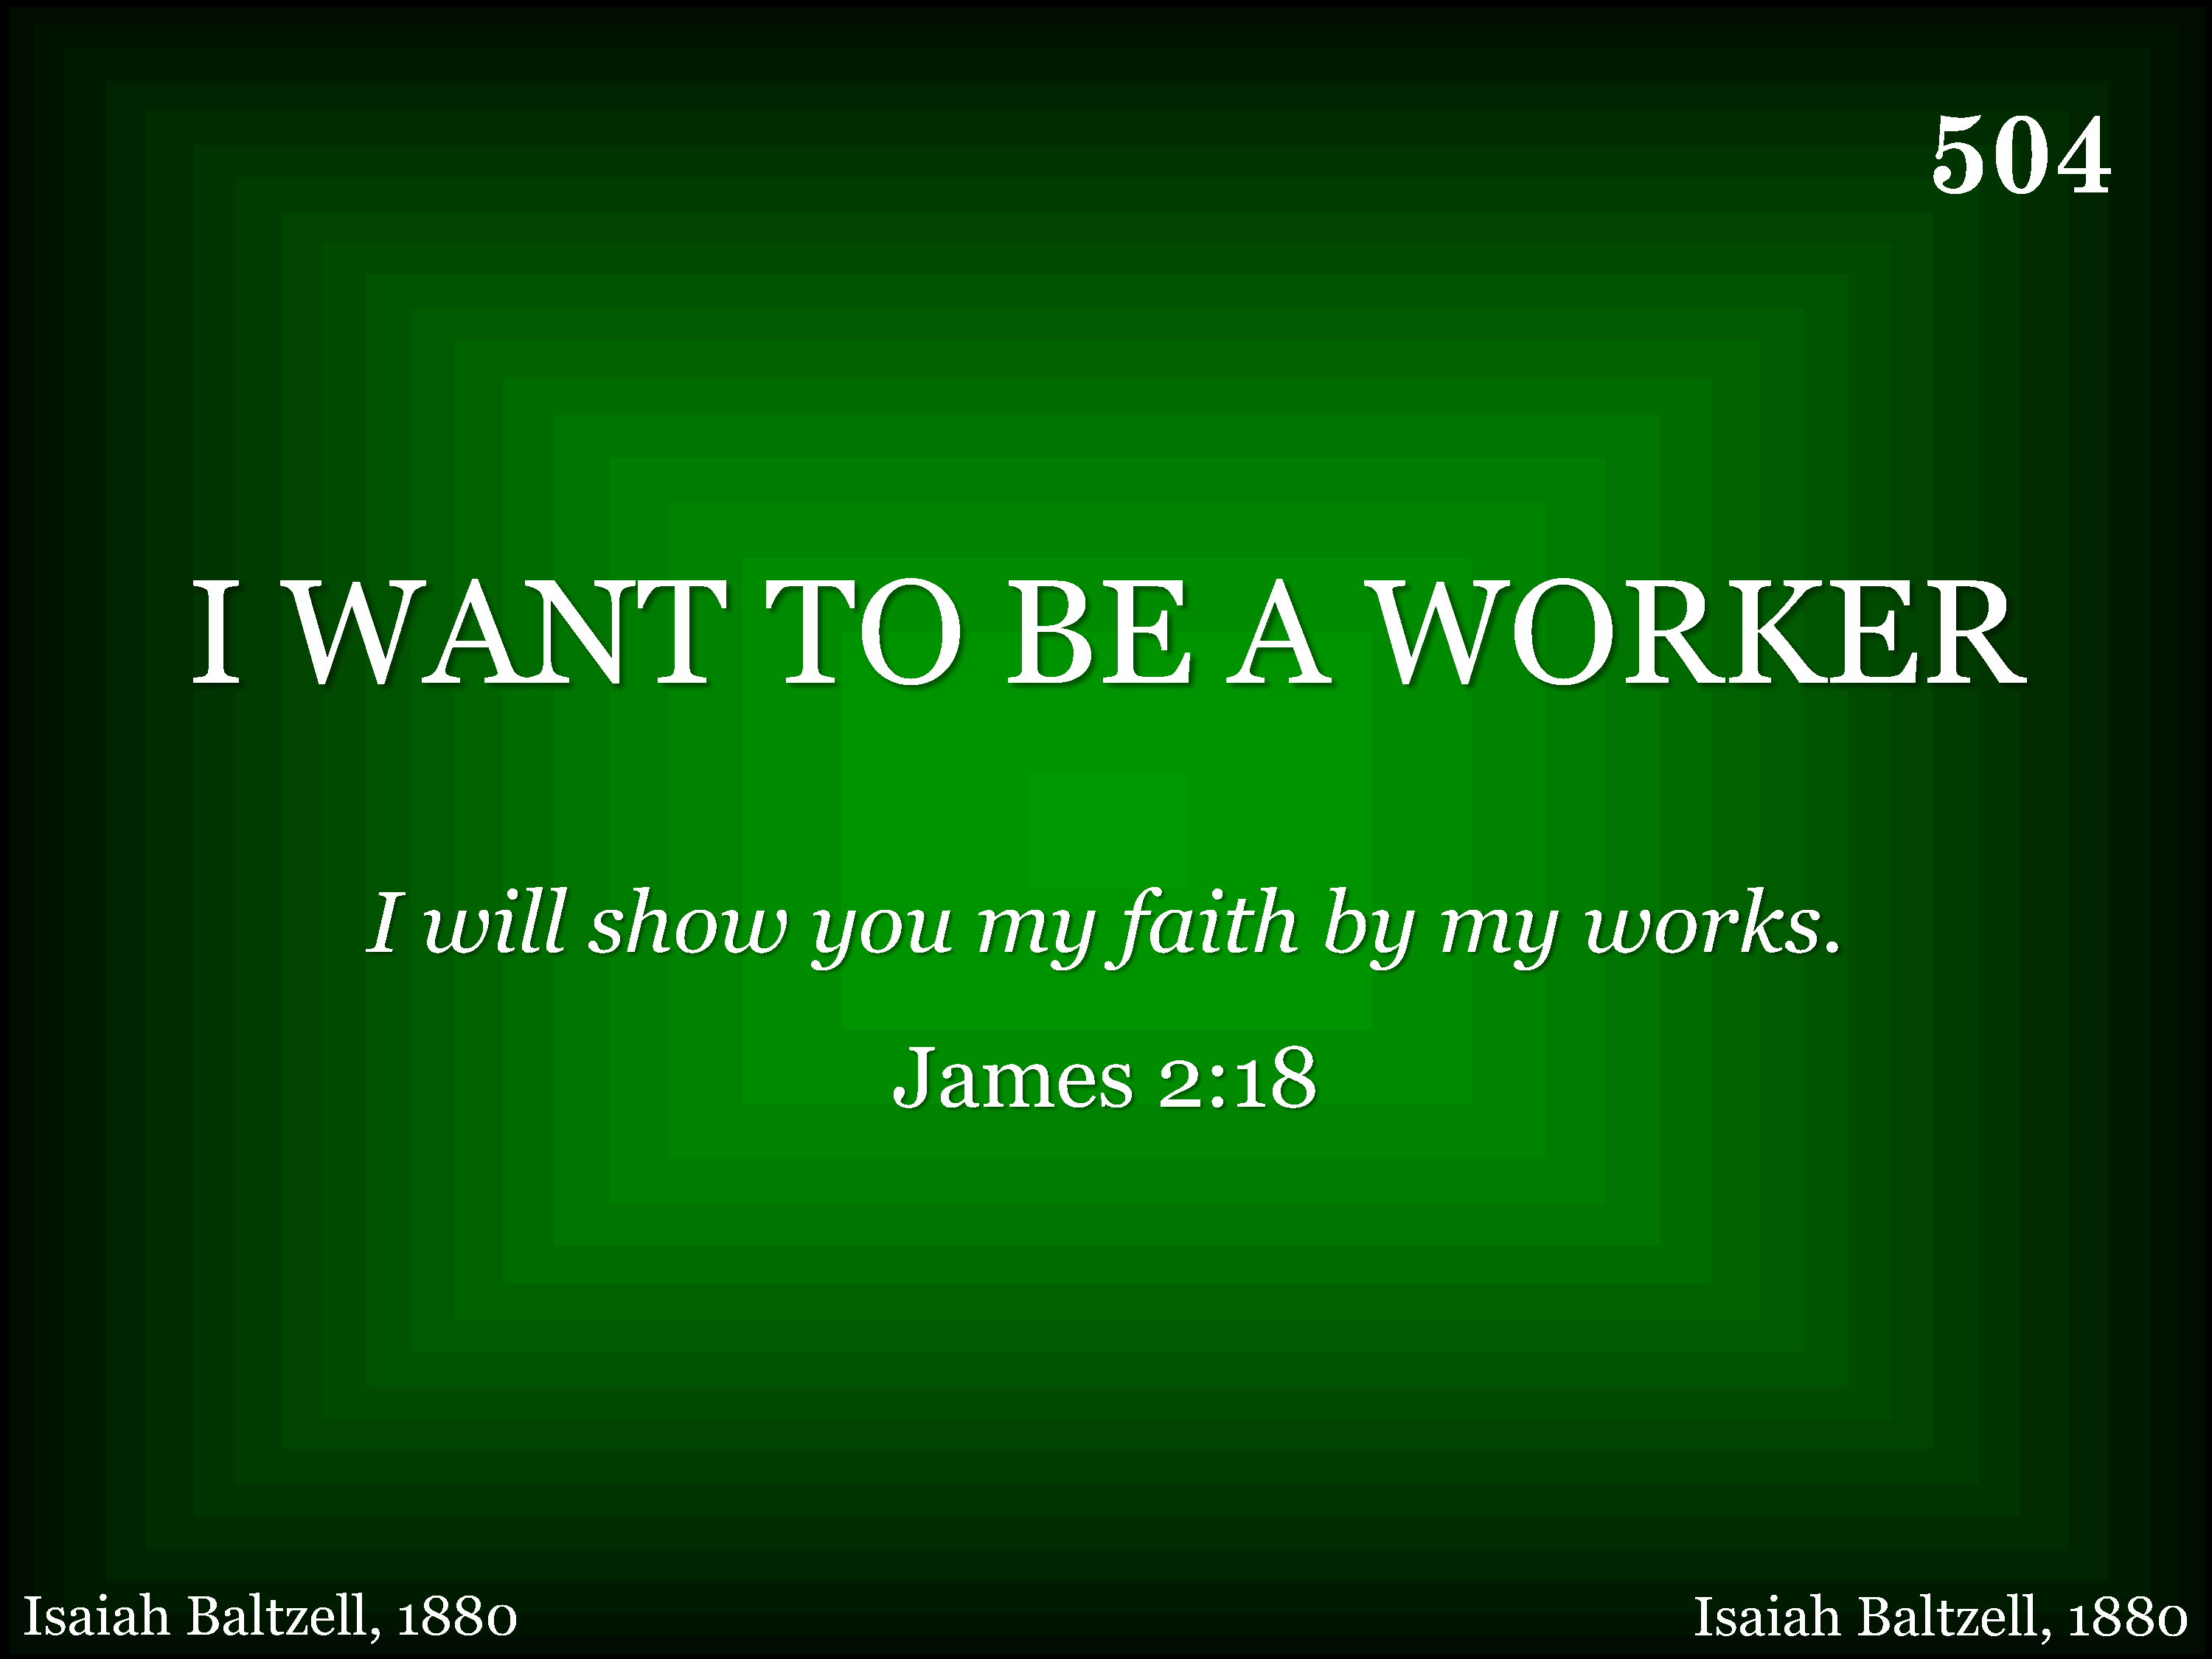 504
I WANT TO BE A WORKER
I will show you my faith by my works.
James 2:18
Isaiah Baltzell, 1880
Isaiah Baltzell, 1880